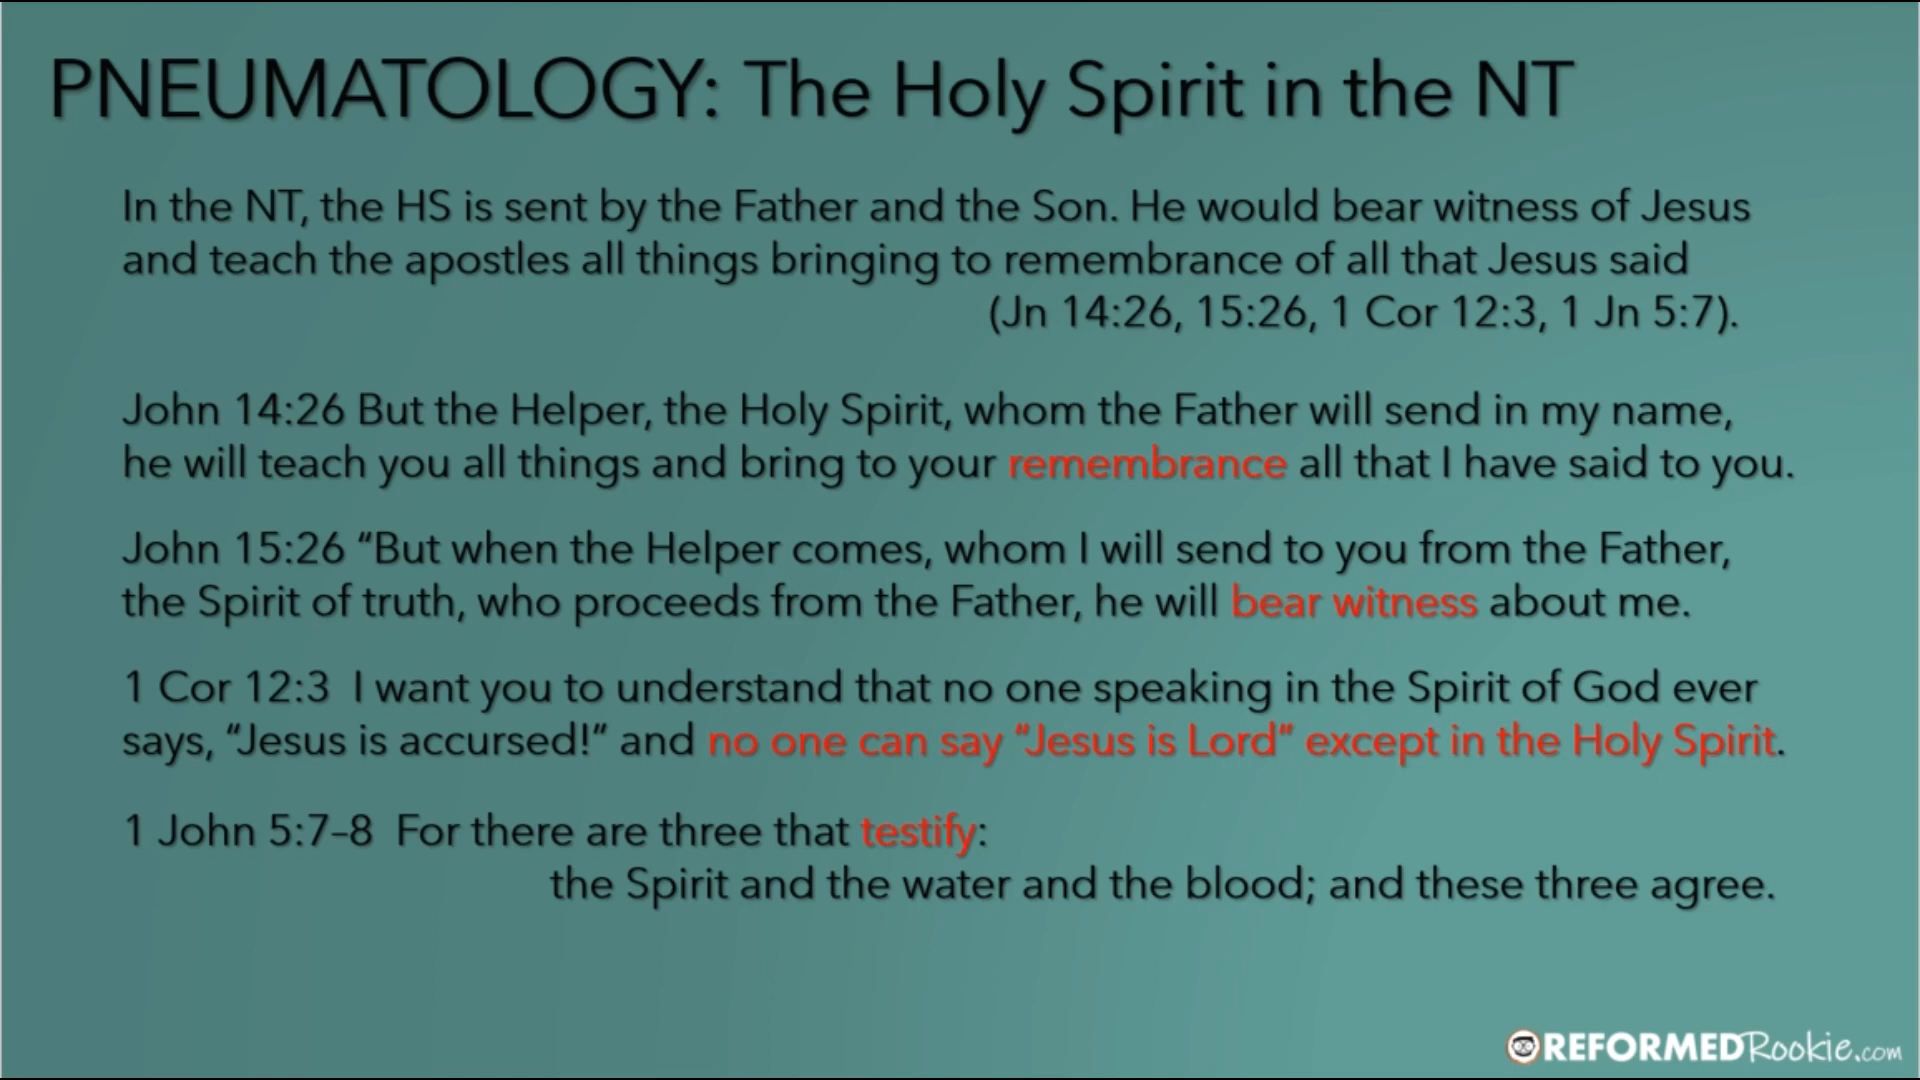 PNEUMATOLOGY: The Holy Spirit in the NT
In the NT, the HS is sent by the Father and the Son. He would bear witness of Jesus
and teach the apostles all things bringing to remembrance of all that Jesus said
(Jn 14:26, 15:26, 1 Cor 12:3, 1 Jn 5:7).
John 14:26 But the Helper, the Holy Spirit, whom the Father will send in my name,
he will teach you all things and bring to your remembrance all that I have said to you.
John 15:26 “But when the Helper comes, whom I will send to you from the Father,
the Spirit of truth, who proceeds from the Father, he will bear witness about me.
1 Cor 12:3  I want you to understand that no one speaking in the Spirit of God ever
says, “Jesus is accursed!” and no one can say “Jesus is Lord” except in the Holy Spirit.
1 John 5:7–8  For there are three that testify:
the Spirit and the water and the blood; and these three agree.
REFORMEDRookie.com